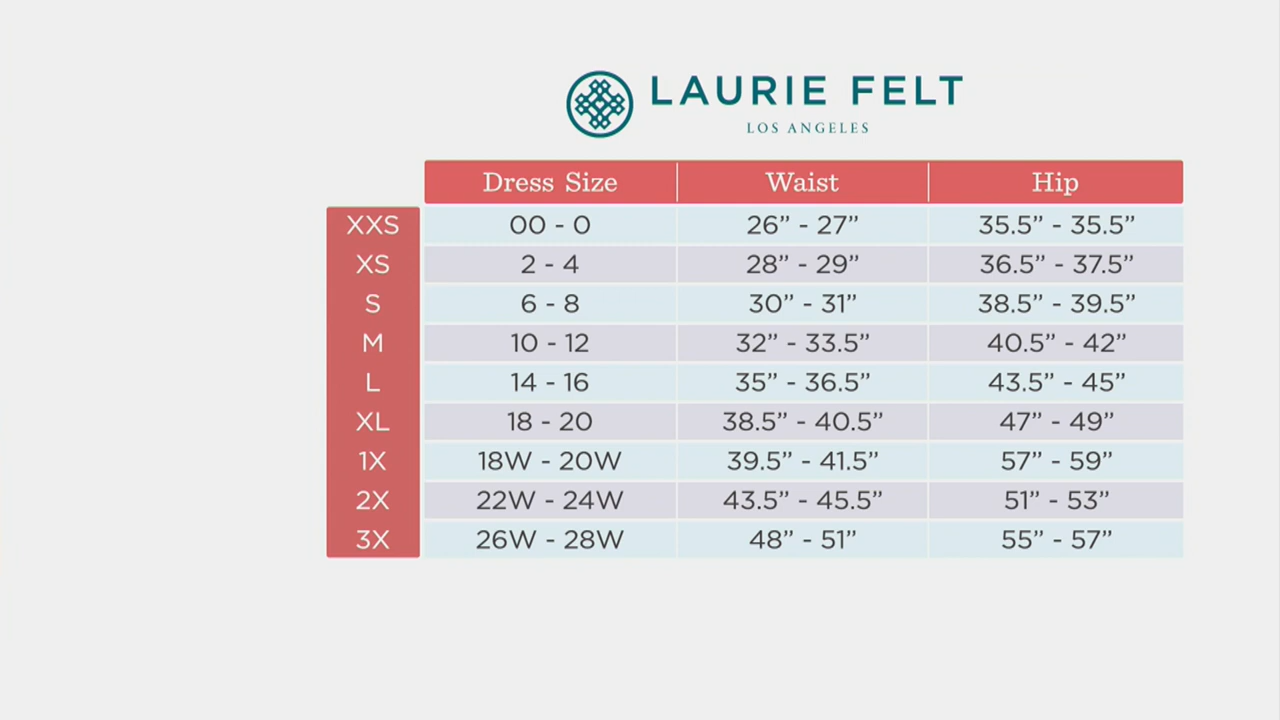 LAURIE FELT
LOS ANGELES
Dress Size Waist Hip
XXS 00 - 0 26” - 27” 35.5” - 35.5”
XS 2 - 4 28” - 29” 36.5” - 37.5”
S 6 - 8 30” - 31” 38.5” - 39.5”
M 10 - 12 32” - 33.5” 40.5” - 42”
L 14 - 16 35” - 36.5” 43.5” - 45”
XL 18 - 20 38.5” - 40.5” 47” - 49”
1X 18W - 20W 39.5” - 41.5” 57” - 59”
2X 22W - 24W 43.5” - 45.5” 51” - 53”
3X 26W - 28W 48” - 51” 55” - 57”